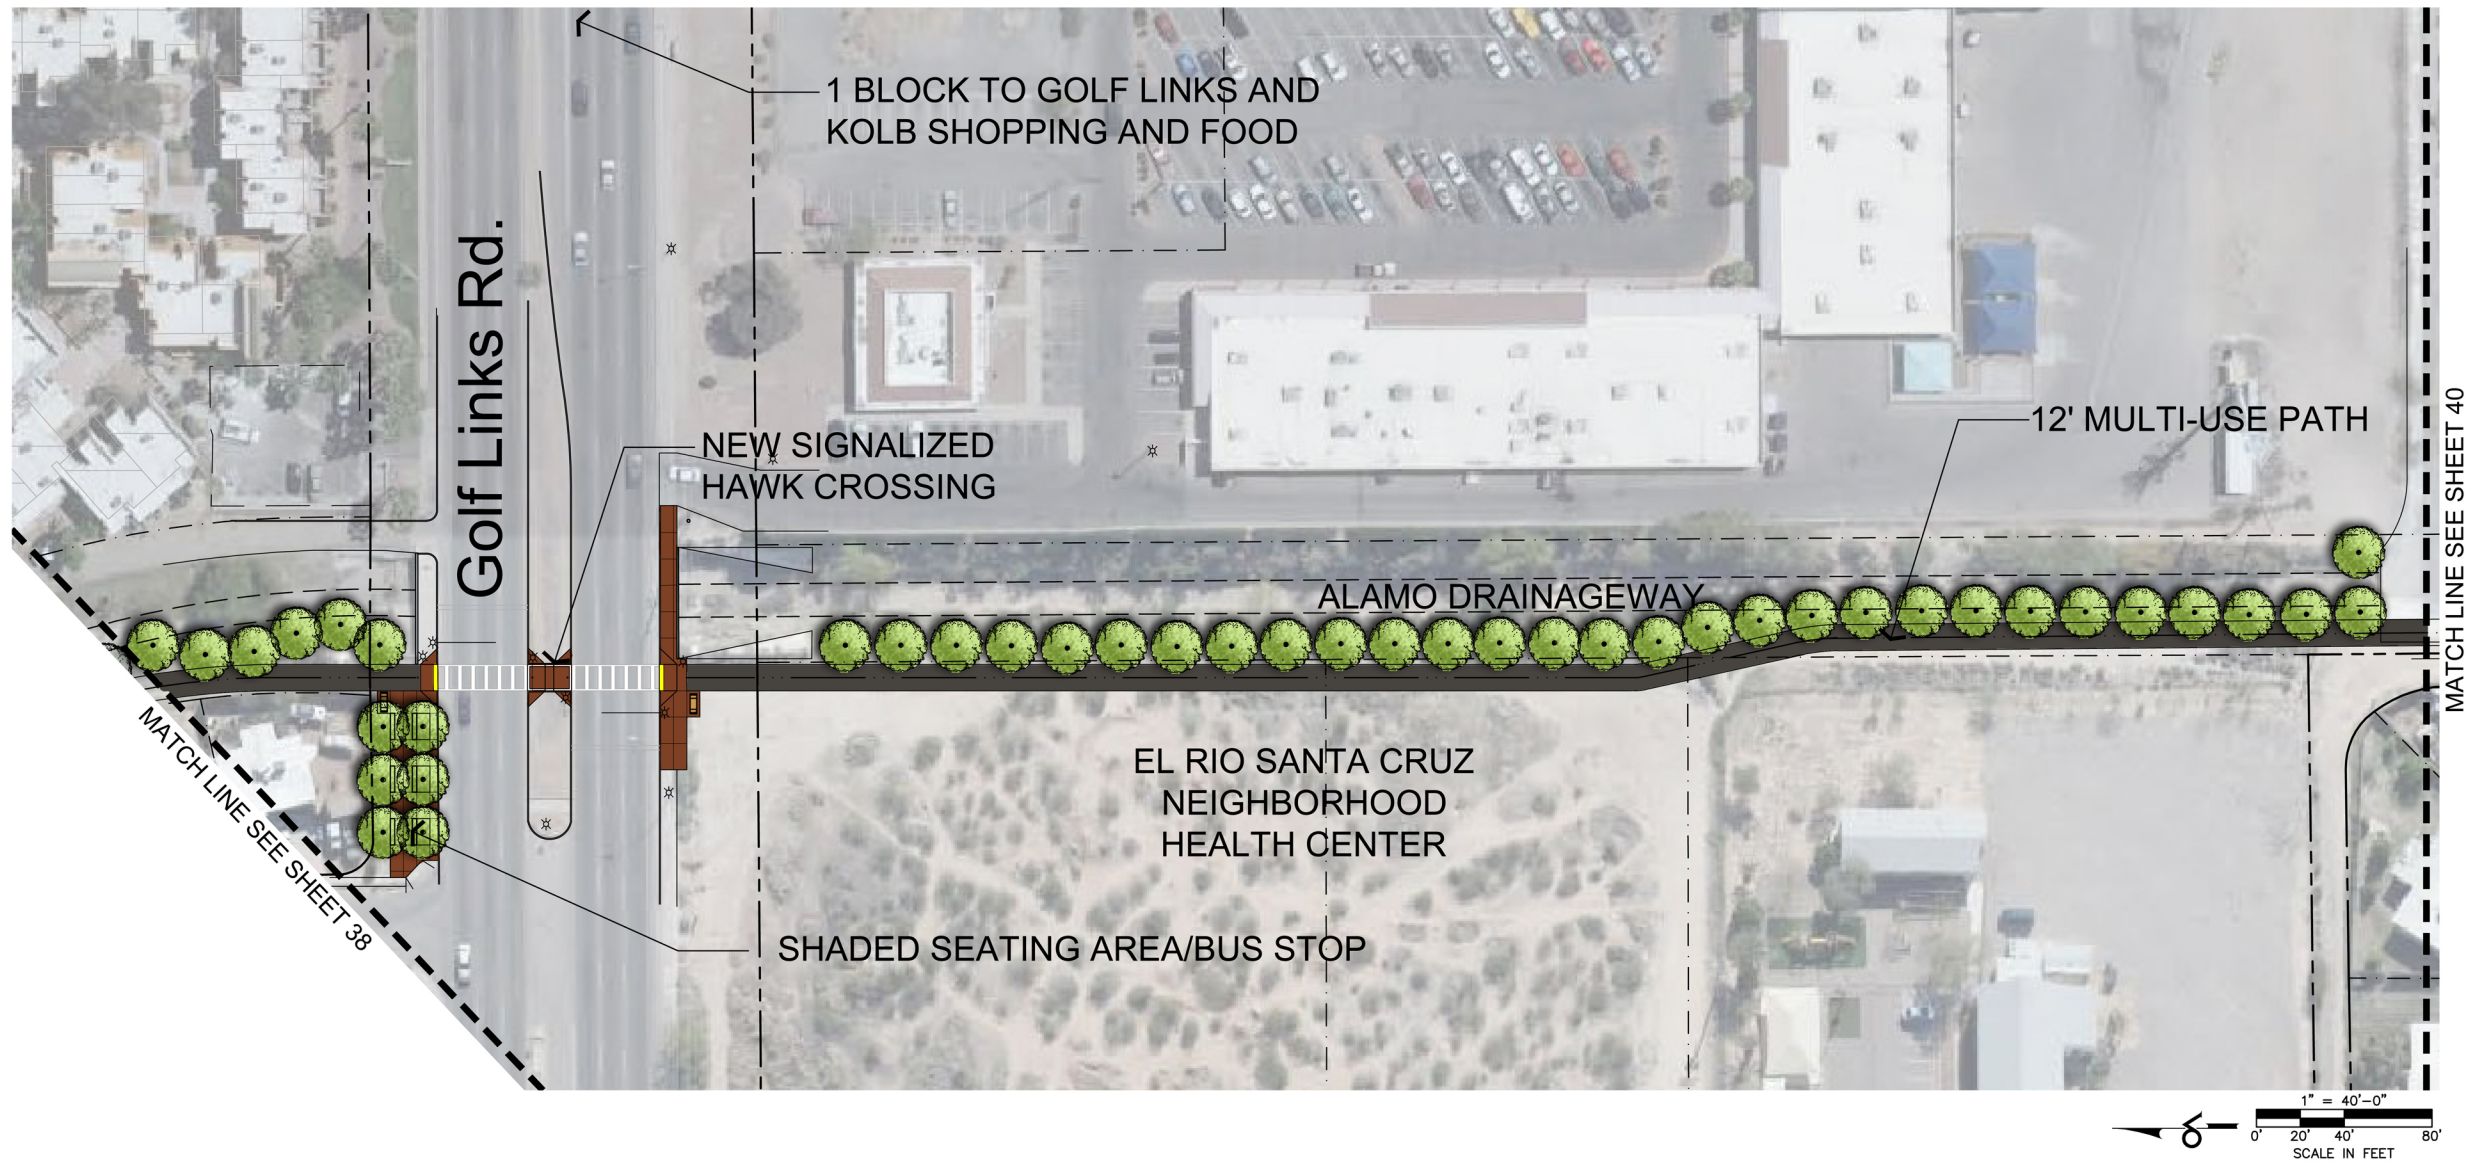 1 BLOCK TO GOLF LINKS AND
KOLB SHOPPING AND FOOD
Golf Links Rd.
NEW SIGNALIZED
HAWK CROSSING
12' MULTI-USE PATH
MATCH LINE SEE SHEET 40
ALAMO DRAINAGEWAY
MATCH LINE SEE SHEET 38
EL RIO SANTA CRUZ
NEIGHBORHOOD
HEALTH CENTER
SHADED SEATING AREA/BUS STOP
1" = 40'-0"
0' 20' 40' 80'
SCALE IN FEET